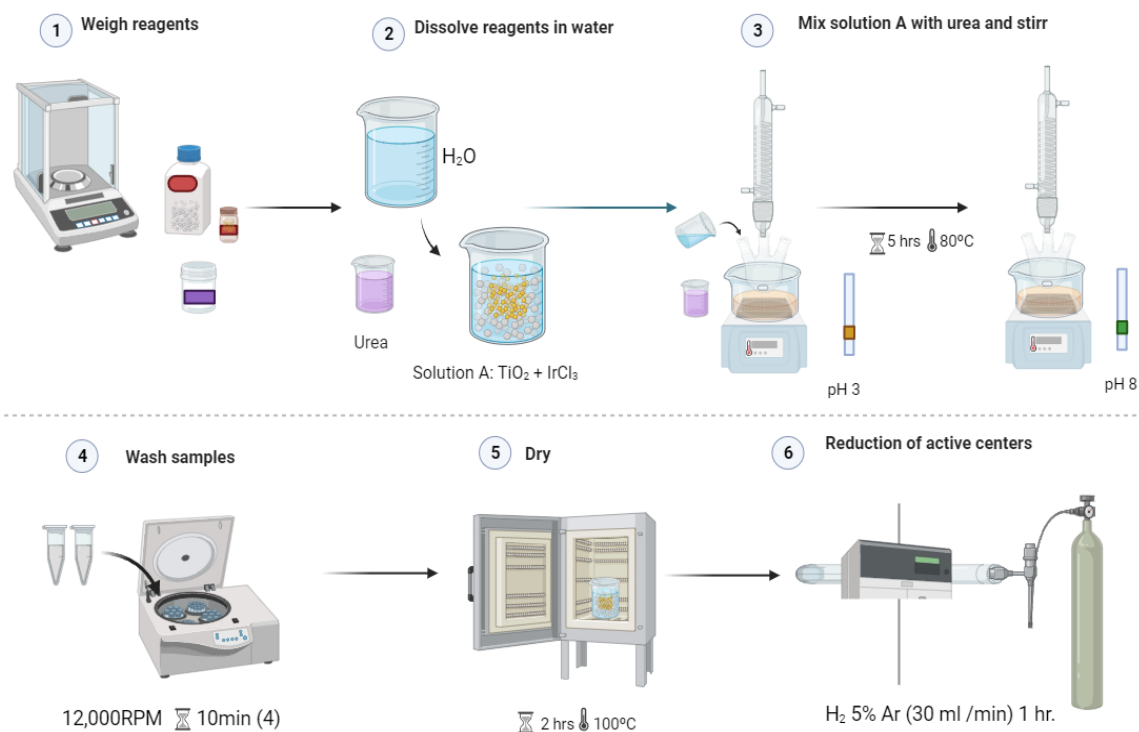 1 Weigh reagents
2 Dissolve reagents in water
3 Mix solution A with urea and stirr
H₂O
5 hrs 80ºC
Urea
Solution A: TiO₂ + IrCl₃
pH 3
pH 8
4 Wash samples
5 Dry
6 Reduction of active centers
12,000RPM 10min (4)
2 hrs 100ºC
H₂ 5% Ar (30 ml /min) 1 hr.